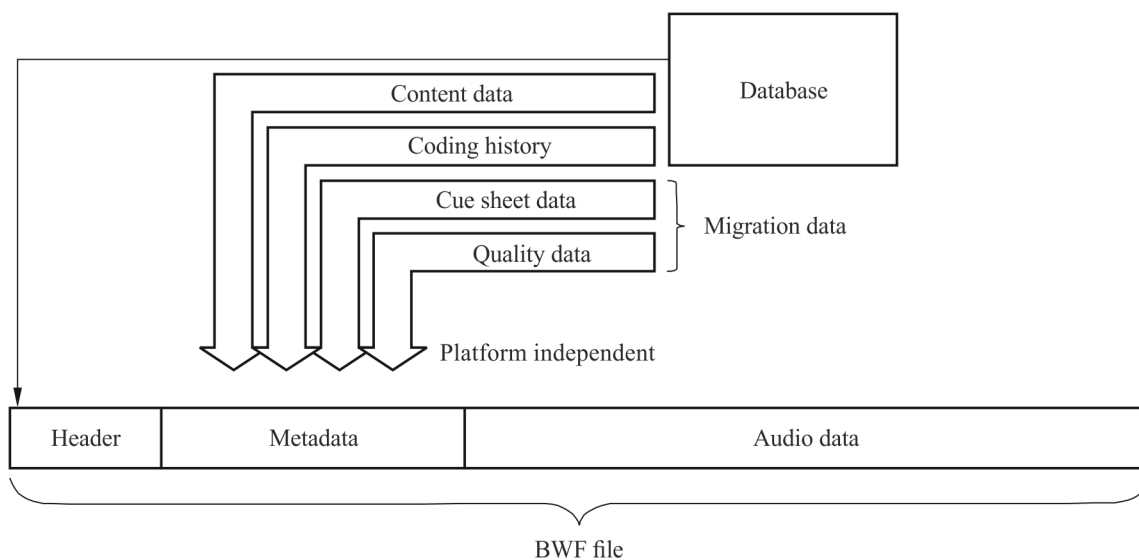 Database
Content data
Coding history
Cue sheet data
Migration data
Quality data
Platform independent
Header
Metadata
Audio data
BWF file